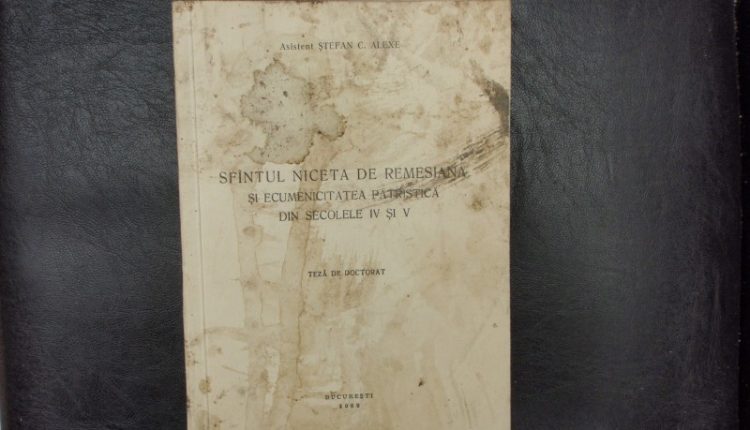 Asistent ŞTEFAN C. ALEXE
SFÎNTUL NICETA DE REMESIANA
ŞI ECUMENICITATEA PATRISTICĂ
DIN SECOLELE IV ŞI V
TEZĂ DE DOCTORAT
BUCUREŞTI